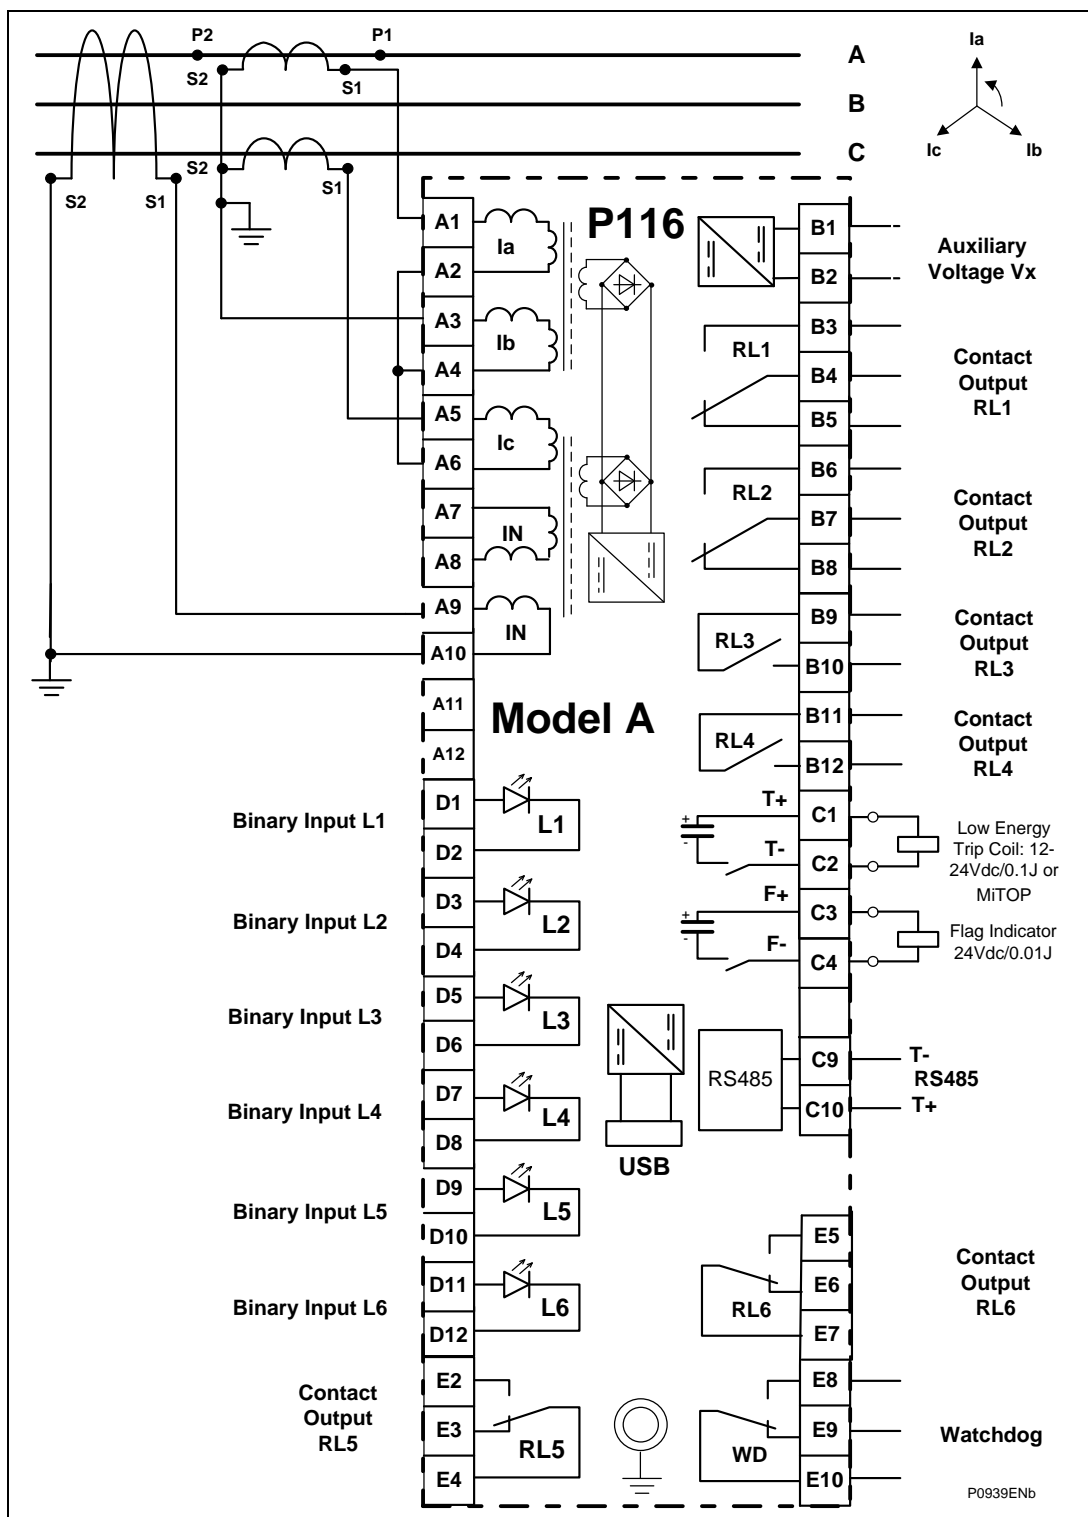 P2
P1
A
Ia
S2
S1
B
S2
S1
C
Ic
Ib
S2
S1
P116
A1
Ia
A2
A3
Ib
A4
A5
Ic
A6
A7
IN
A8
A9
IN
A10
A11
A12
Model A
B1
Auxiliary
Voltage Vx
B2
B3
RL1
Contact
Output
RL1
B4
B5
B6
RL2
Contact
Output
RL2
B7
B8
B9
RL3
Contact
Output
RL3
B10
B11
RL4
Contact
Output
RL4
B12
Binary Input L1
D1
L1
D2
Binary Input L2
D3
L2
D4
Binary Input L3
D5
L3
D6
Binary Input L4
D7
L4
D8
Binary Input L5
D9
L5
D10
Binary Input L6
D11
L6
D12
T+
+
-
C1
T-
C2
Low Energy
Trip Coil: 12-
24Vdc/0.1J or
MiTOP
F+
+
-
C3
F-
C4
Flag Indicator
24Vdc/0.01J
RS485
C9
T-
RS485
C10
T+
USB
E5
E6
RL6
E7
Contact
Output
RL6
Contact
Output
RL5
E2
E3
RL5
E4
E8
E9
WD
E10
Watchdog
P0939ENb